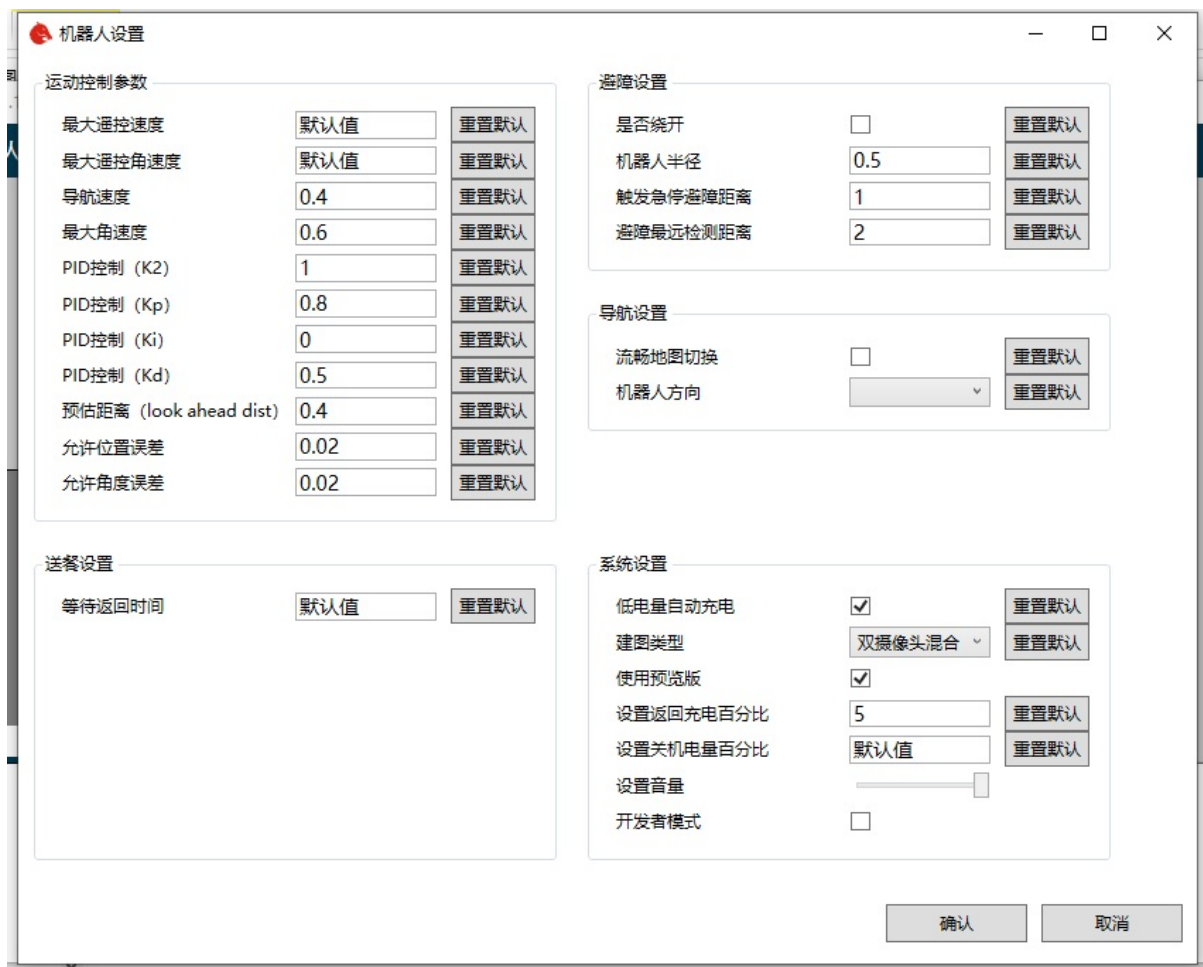 机器人设置
运动控制参数
最大遥控速度 默认值 重置默认
最大遥控角速度 默认值 重置默认
导航速度 0.4 重置默认
最大角速度 0.6 重置默认
PID控制（K2） 1 重置默认
PID控制（Kp） 0.8 重置默认
PID控制（Ki） 0 重置默认
PID控制（Kd） 0.5 重置默认
预估距离（look ahead dist） 0.4 重置默认
允许位置误差 0.02 重置默认
允许角度误差 0.02 重置默认
避障设置
是否绕开 重置默认
机器人半径 0.5 重置默认
触发急停避障距离 1 重置默认
避障最远检测距离 2 重置默认
导航设置
流畅地图切换 重置默认
机器人方向 重置默认
送餐设置
等待返回时间 默认值 重置默认
系统设置
低电量自动充电 重置默认
建图类型 双摄像头混合 重置默认
使用预览版
设置返回充电百分比 5 重置默认
设置关机电量百分比 默认值 重置默认
设置音量
开发者模式
确认 取消